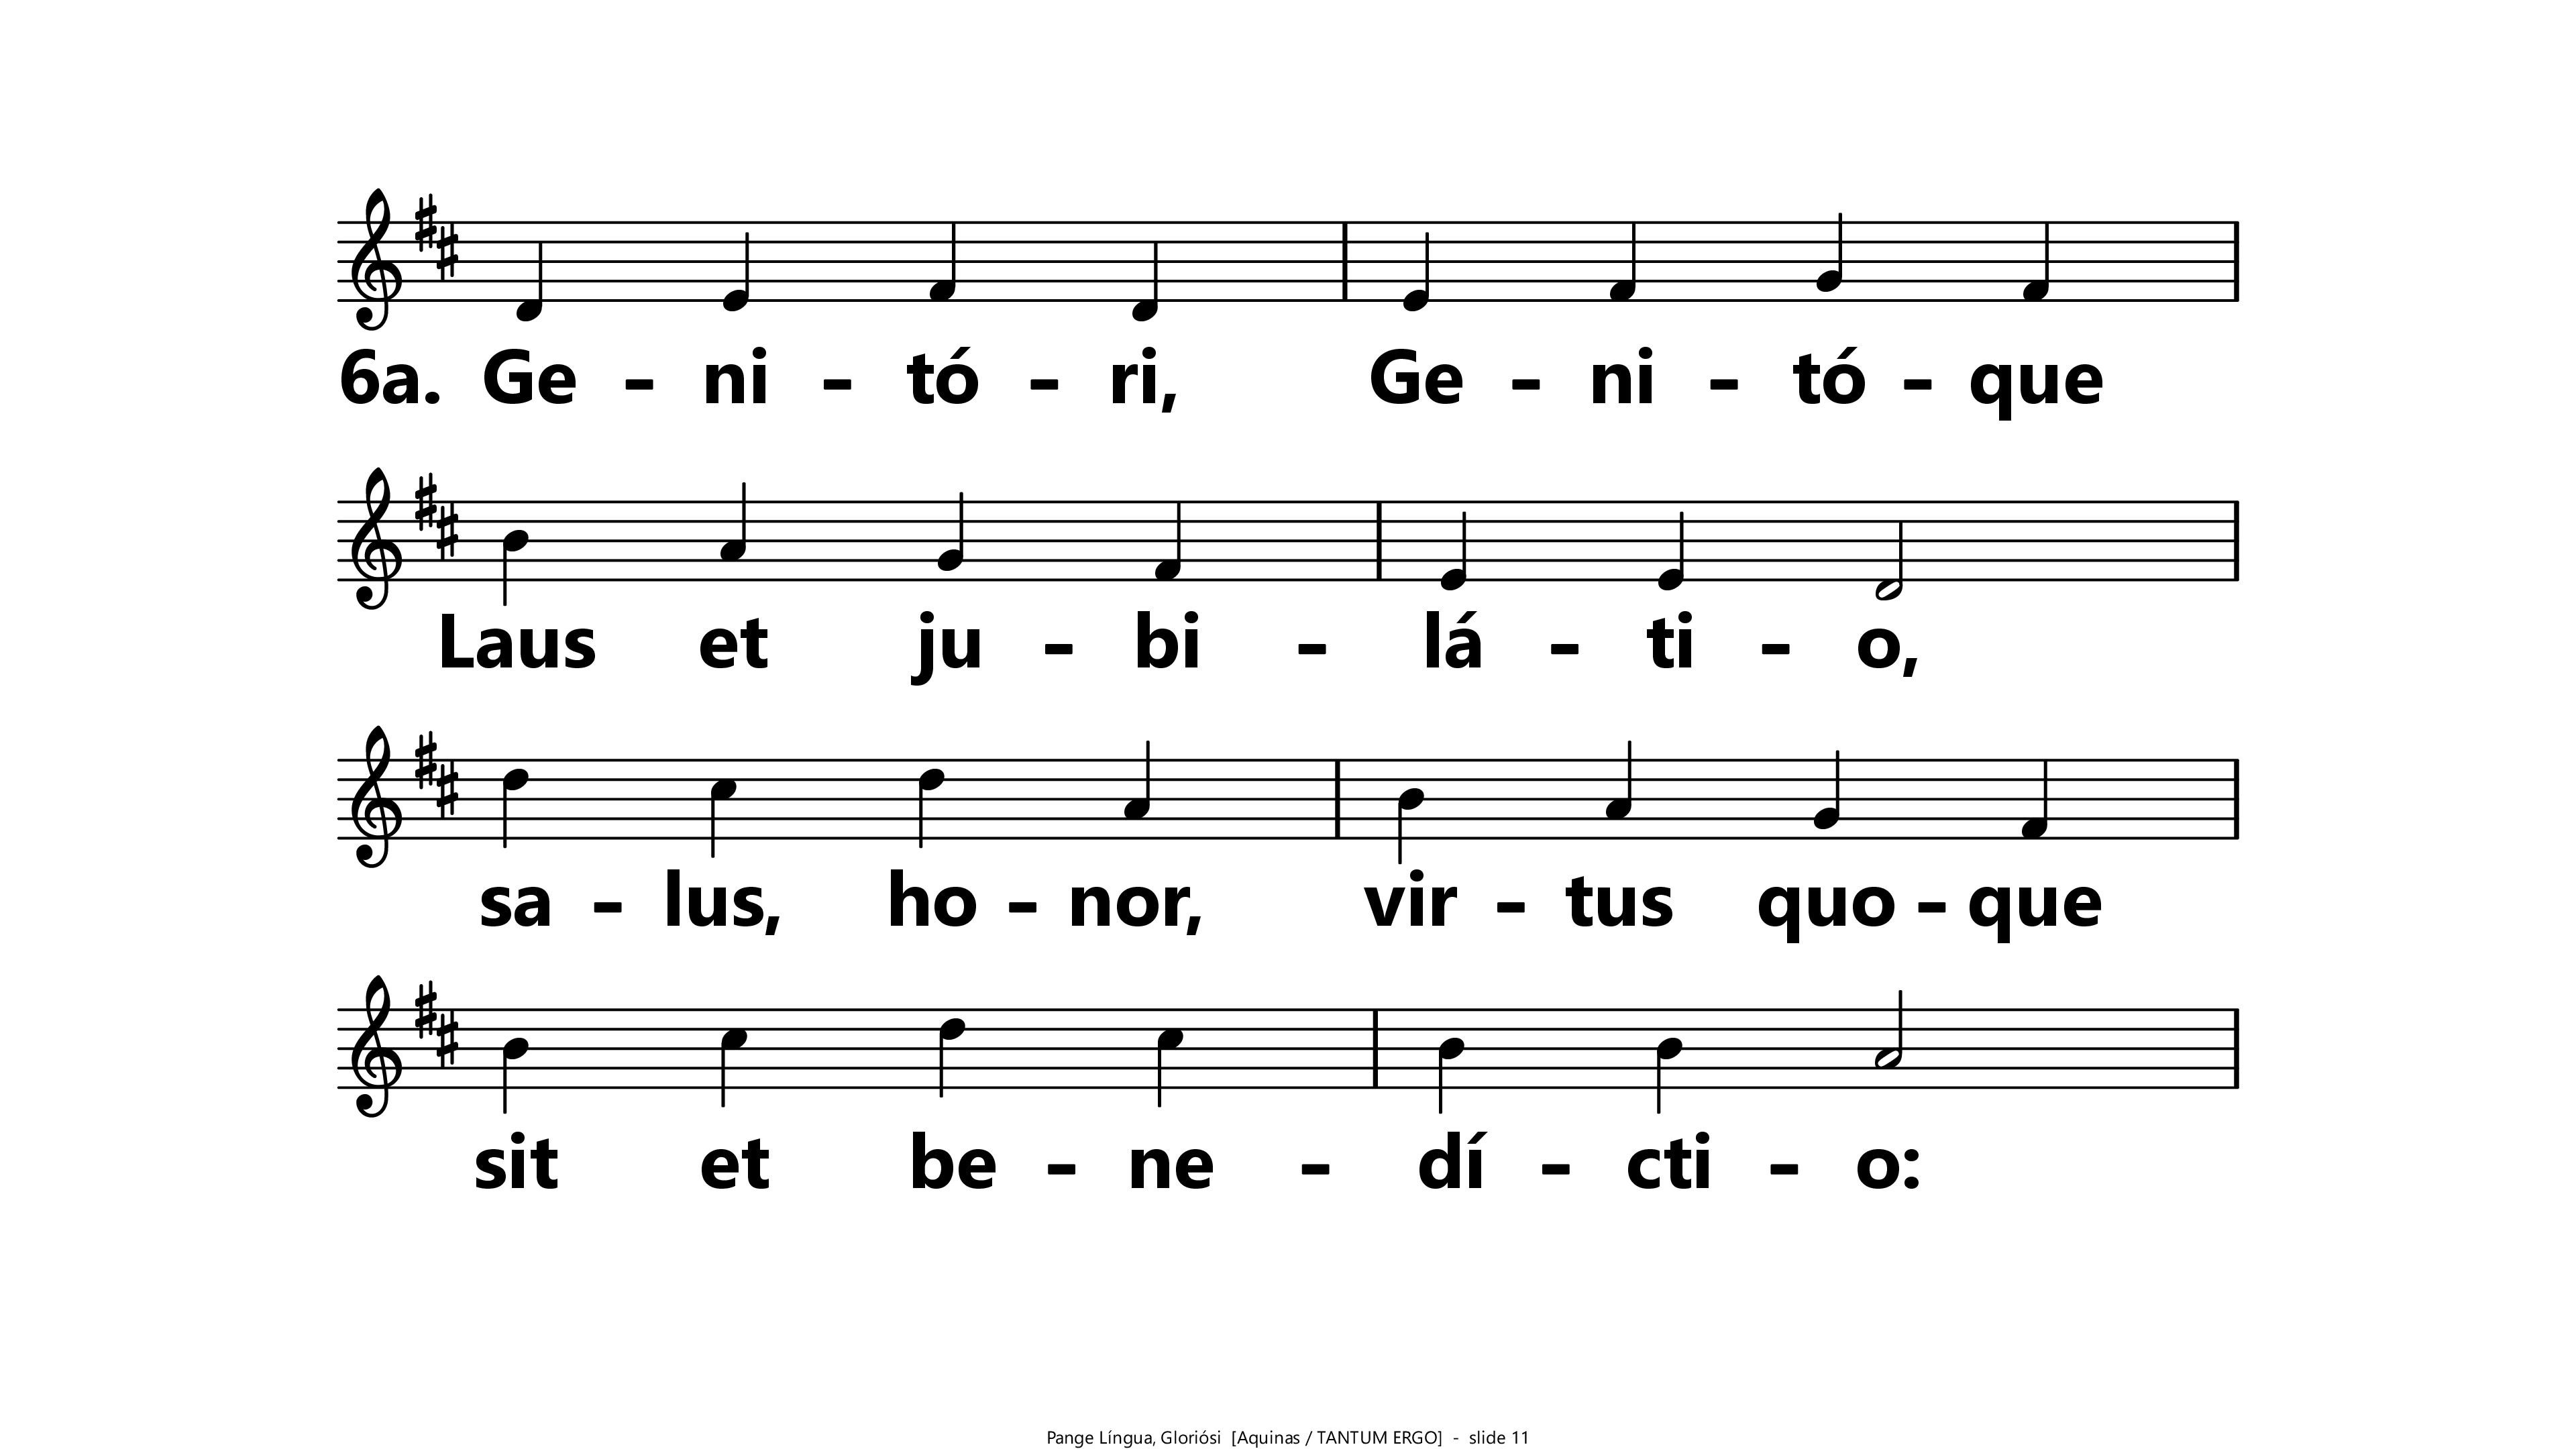 6a. Ge - ni - tó - ri, Ge - ni - tó - que
Laus et ju - bi - lá - ti - o,
sa - lus, ho - nor, vir - tus quo - que
sit et be - ne - dí - cti - o:
Pange Língua, Gloriósi [Aquinas / TANTUM ERGO] - slide 11